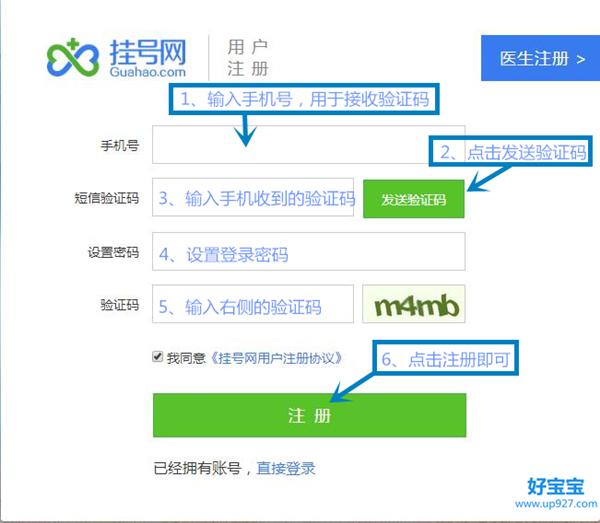 挂号网
Guahao.com
用户
注册
医生注册 >
1、输入手机号，用于接收验证码
手机号
2、点击发送验证码
短信验证码
3、输入手机收到的验证码
发送验证码
设置密码
4、设置登录密码
验证码
5、输入右侧的验证码
m4mb
我同意《挂号网用户注册协议》
6、点击注册即可
注 册
已经拥有账号，直接登录
好宝宝
www.up927.com